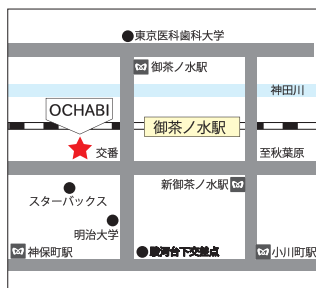 東京医科歯科大学
御茶ノ水駅
神田川
OCHABI
御茶ノ水駅
交番
至秋葉原
スターバックス
新御茶ノ水駅
明治大学
神保町駅
駿河台下交差点
小川町駅